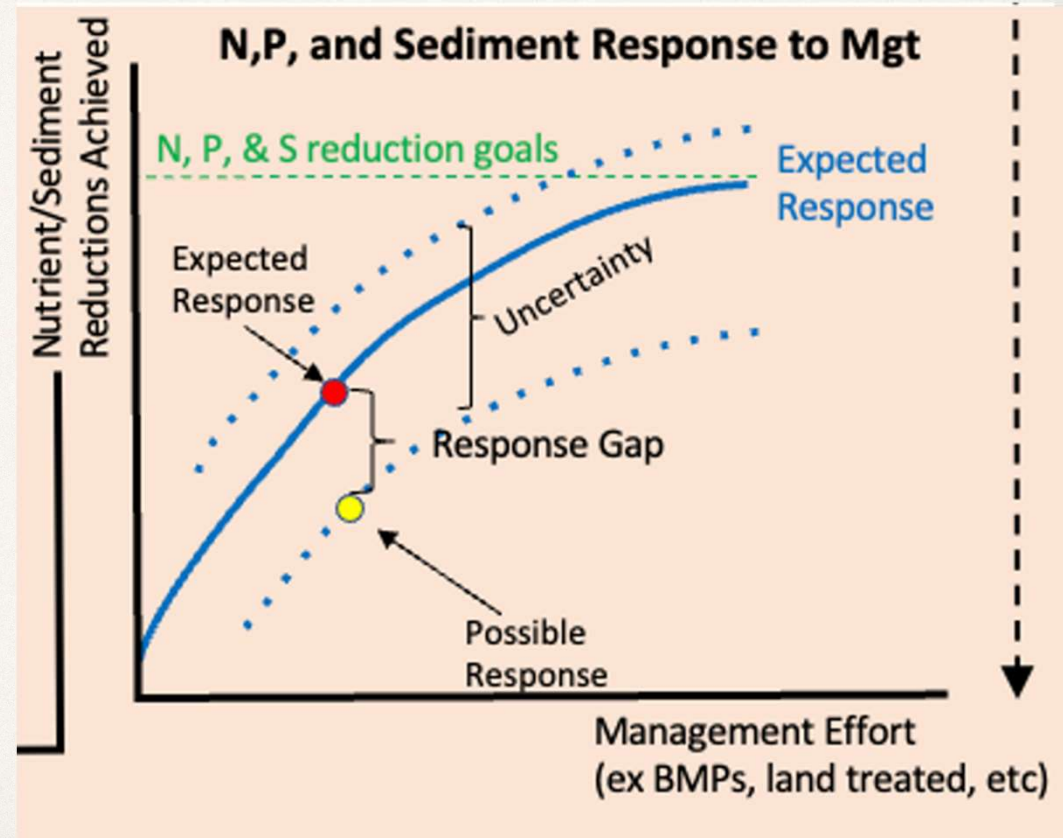 N,P, and Sediment Response to Mgt
Nutrient/Sediment
Reductions Achieved
N, P, & S reduction goals
Expected
Response
Expected
Response
Uncertainty
Response Gap
Possible
Response
Management Effort
(ex BMPs, land treated, etc)